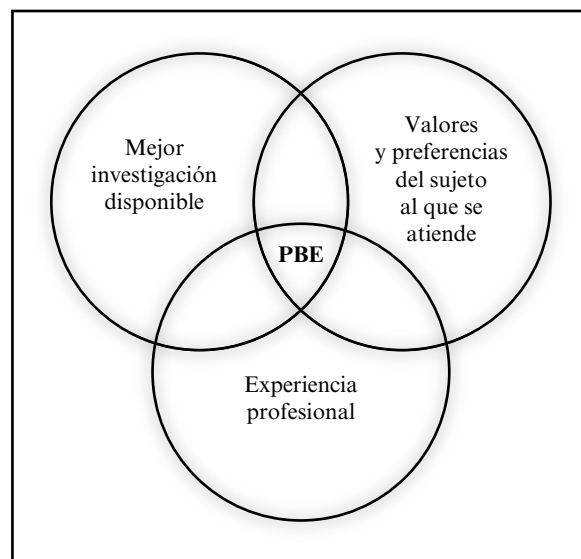 Mejor
investigación
disponible
Valores
y preferencias
del sujeto
al que se
atiende
PBE
Experiencia
profesional